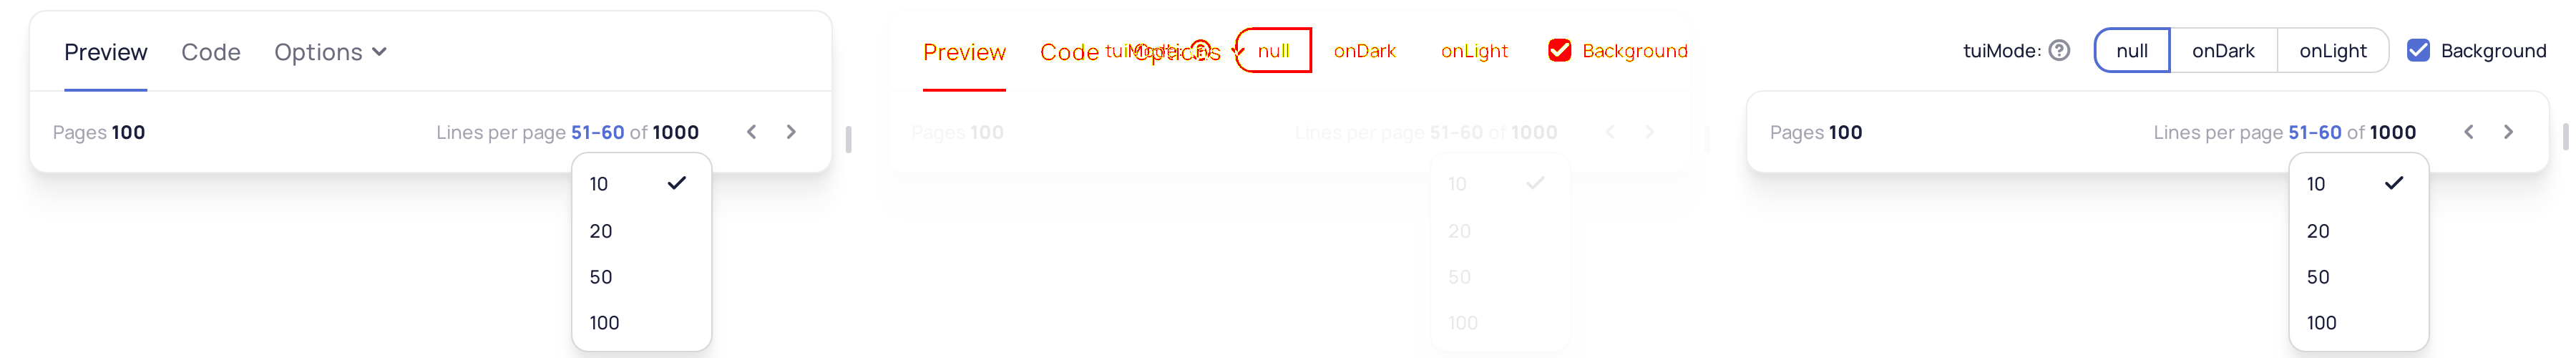 Preview Code Options
Pages 100 Lines per page 51-60 of 1000
10
20
50
100
Preview Code Options tuiMode: null onDark onLight Background
Pages 100 Lines per page 51-60 of 1000
10
20
50
100
tuiMode: null onDark onLight Background
Pages 100 Lines per page 51-60 of 1000
10
20
50
100